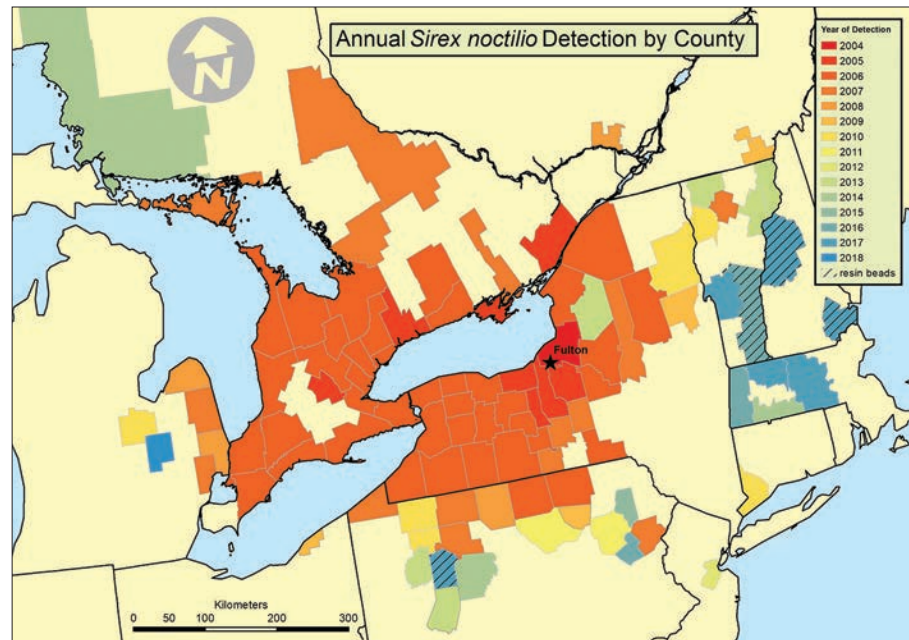 Annual Sirex noctilio Detection by County
N
Year of Detection
2004
2005
2006
2007
2008
2009
2010
2011
2012
2013
2014
2015
2016
2017
2018
resin beads
Fulton
Kilometers
0 50 100 200 300